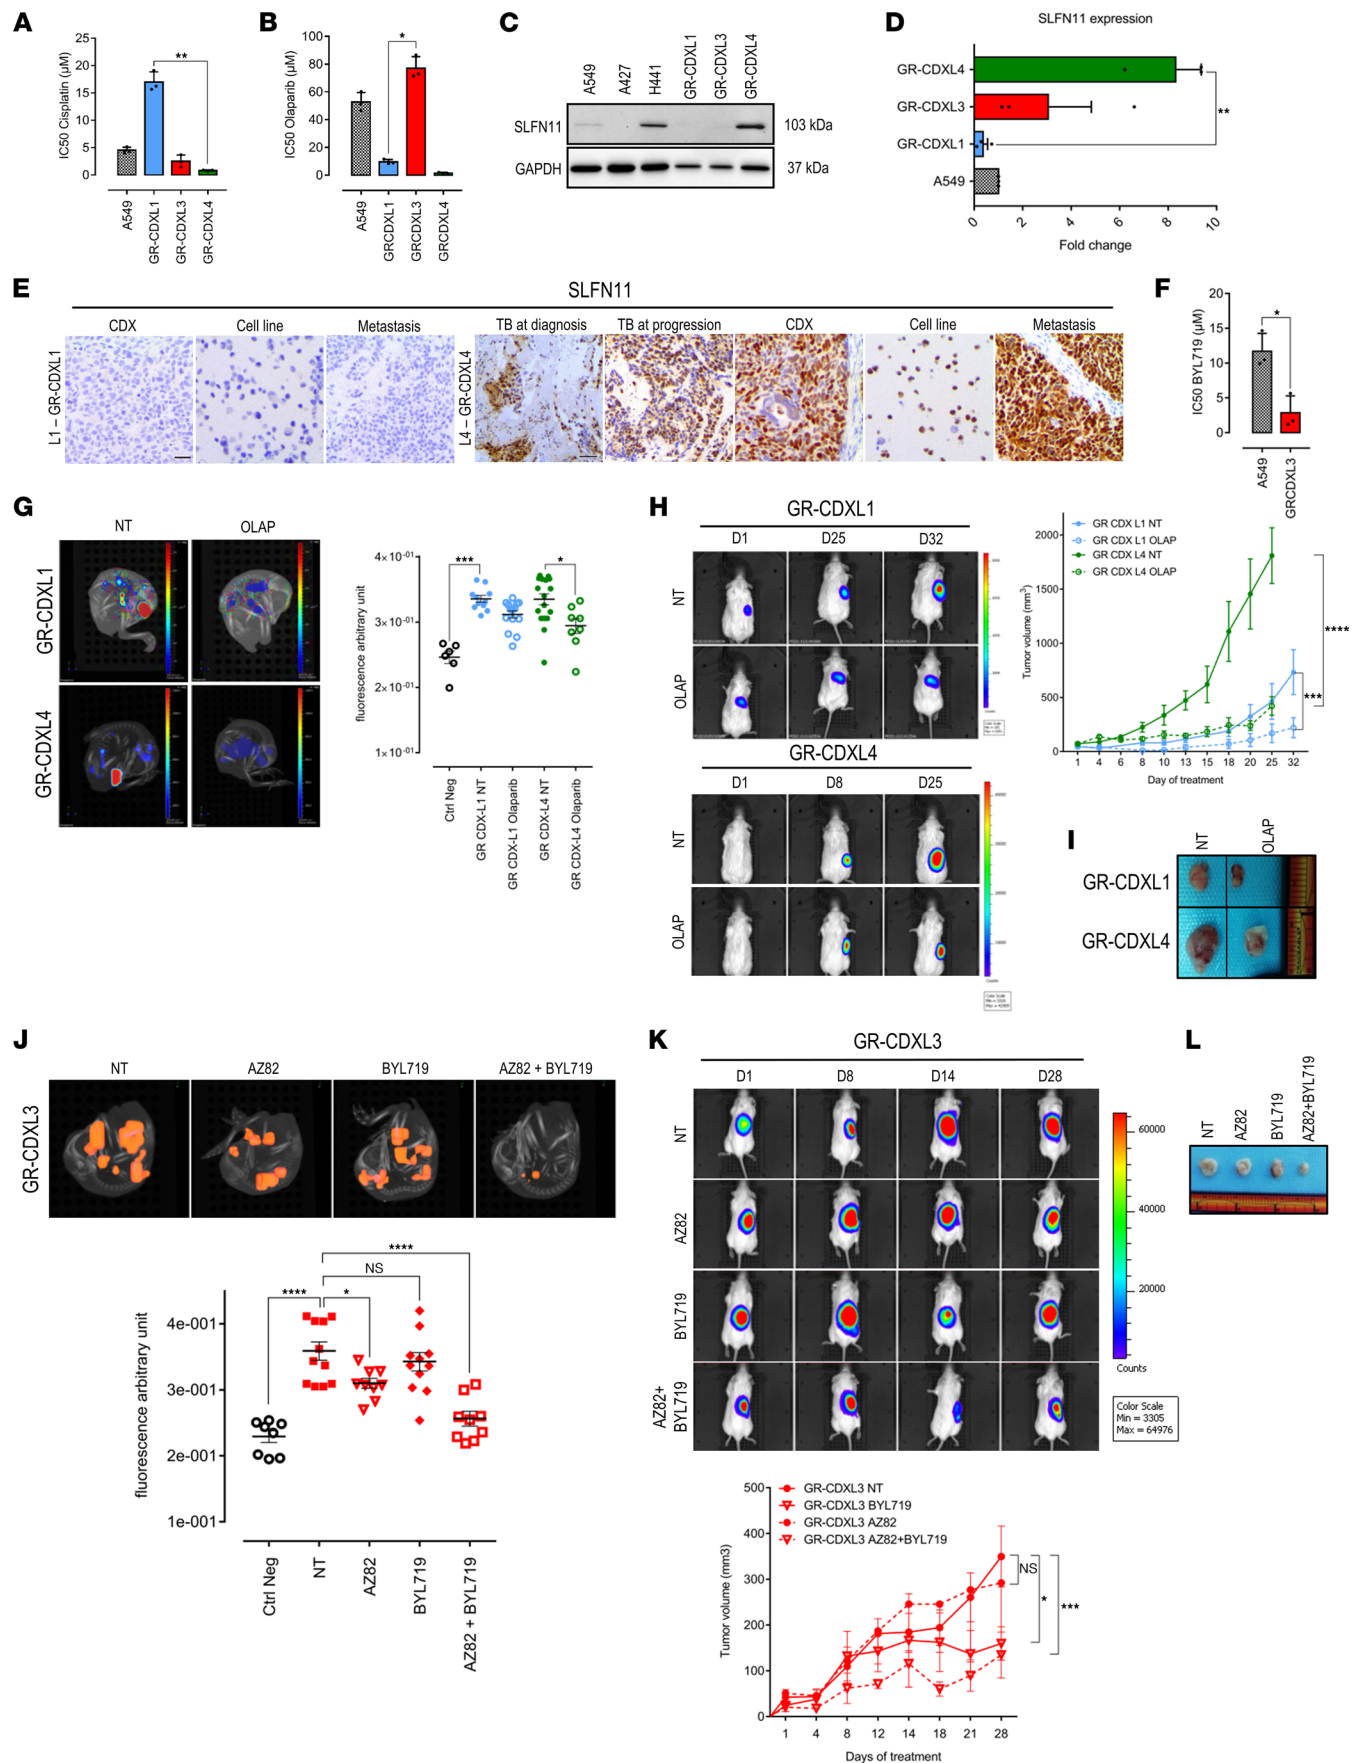 A
IC50 Cisplatin (µM)
25
20
15
10
5
0
**
A549
GR-CDXL1
GR-CDXL3
GR-CDXL4
B
IC50 Olaparib (µM)
100
80
60
40
20
0
*
A549
GRCDXL1
GRCDXL3
GRCDXL4
C
A549
A427
H441
GR-CDXL1
GR-CDXL3
GR-CDXL4
SLFN11
103 kDa
GAPDH
37 kDa
D
SLFN11 expression
GR-CDXL4
GR-CDXL3
GR-CDXL1
A549
**
0
2
4
6
8
10
Fold change
E
SLFN11
CDX
Cell line
Metastasis
TB at diagnosis
TB at progression
CDX
Cell line
Metastasis
L1 – GR-CDXL1
L4 – GR-CDXL4
F
IC50 BYL719 (µM)
20
15
10
5
0
*
A549
GRCDXL3
G
NT
OLAP
GR-CDXL1
GR-CDXL4
fluorescence arbitrary unit
4×10-01
3×10-01
2×10-01
1×10-01
***
*
Ctrl Neg
GR CDX-L1 NT
GR CDX-L1 Olaparib
GR CDX-L4 NT
GR CDX-L4 Olaparib
H
GR-CDXL1
D1
D25
D32
NT
OLAP
Counts
GR-CDXL4
D1
D8
D25
NT
OLAP
Counts
Color Scale
GR CDX L1 NT
GR CDX L1 OLAP
GR CDX L4 NT
GR CDX L4 OLAP
Tumor volume (mm3)
2000
1500
1000
500
0
****
***
1 4 6 8 10 13 15 18 20 25 32
Day of treatment
I
NT
OLAP
GR-CDXL1
GR-CDXL4
J
NT
AZ82
BYL719
AZ82 + BYL719
GR-CDXL3
fluorescence arbitrary unit
4e-001
3e-001
2e-001
1e-001
****
NS
****
*
Ctrl Neg
NT
AZ82
BYL719
AZ82 + BYL719
K
GR-CDXL3
D1
D8
D14
D28
NT
AZ82
BYL719
AZ82+
BYL719
60000
40000
20000
Counts
Color Scale
Min = 3305
Max = 64976
GR-CDXL3 NT
GR-CDXL3 BYL719
GR-CDXL3 AZ82
GR-CDXL3 AZ82+BYL719
Tumor volume (mm3)
500
400
300
200
100
0
NS
*
***
1 4 8 12 14 18 21 28
Days of treatment
L
NT
AZ82
BYL719
AZ82+BYL719